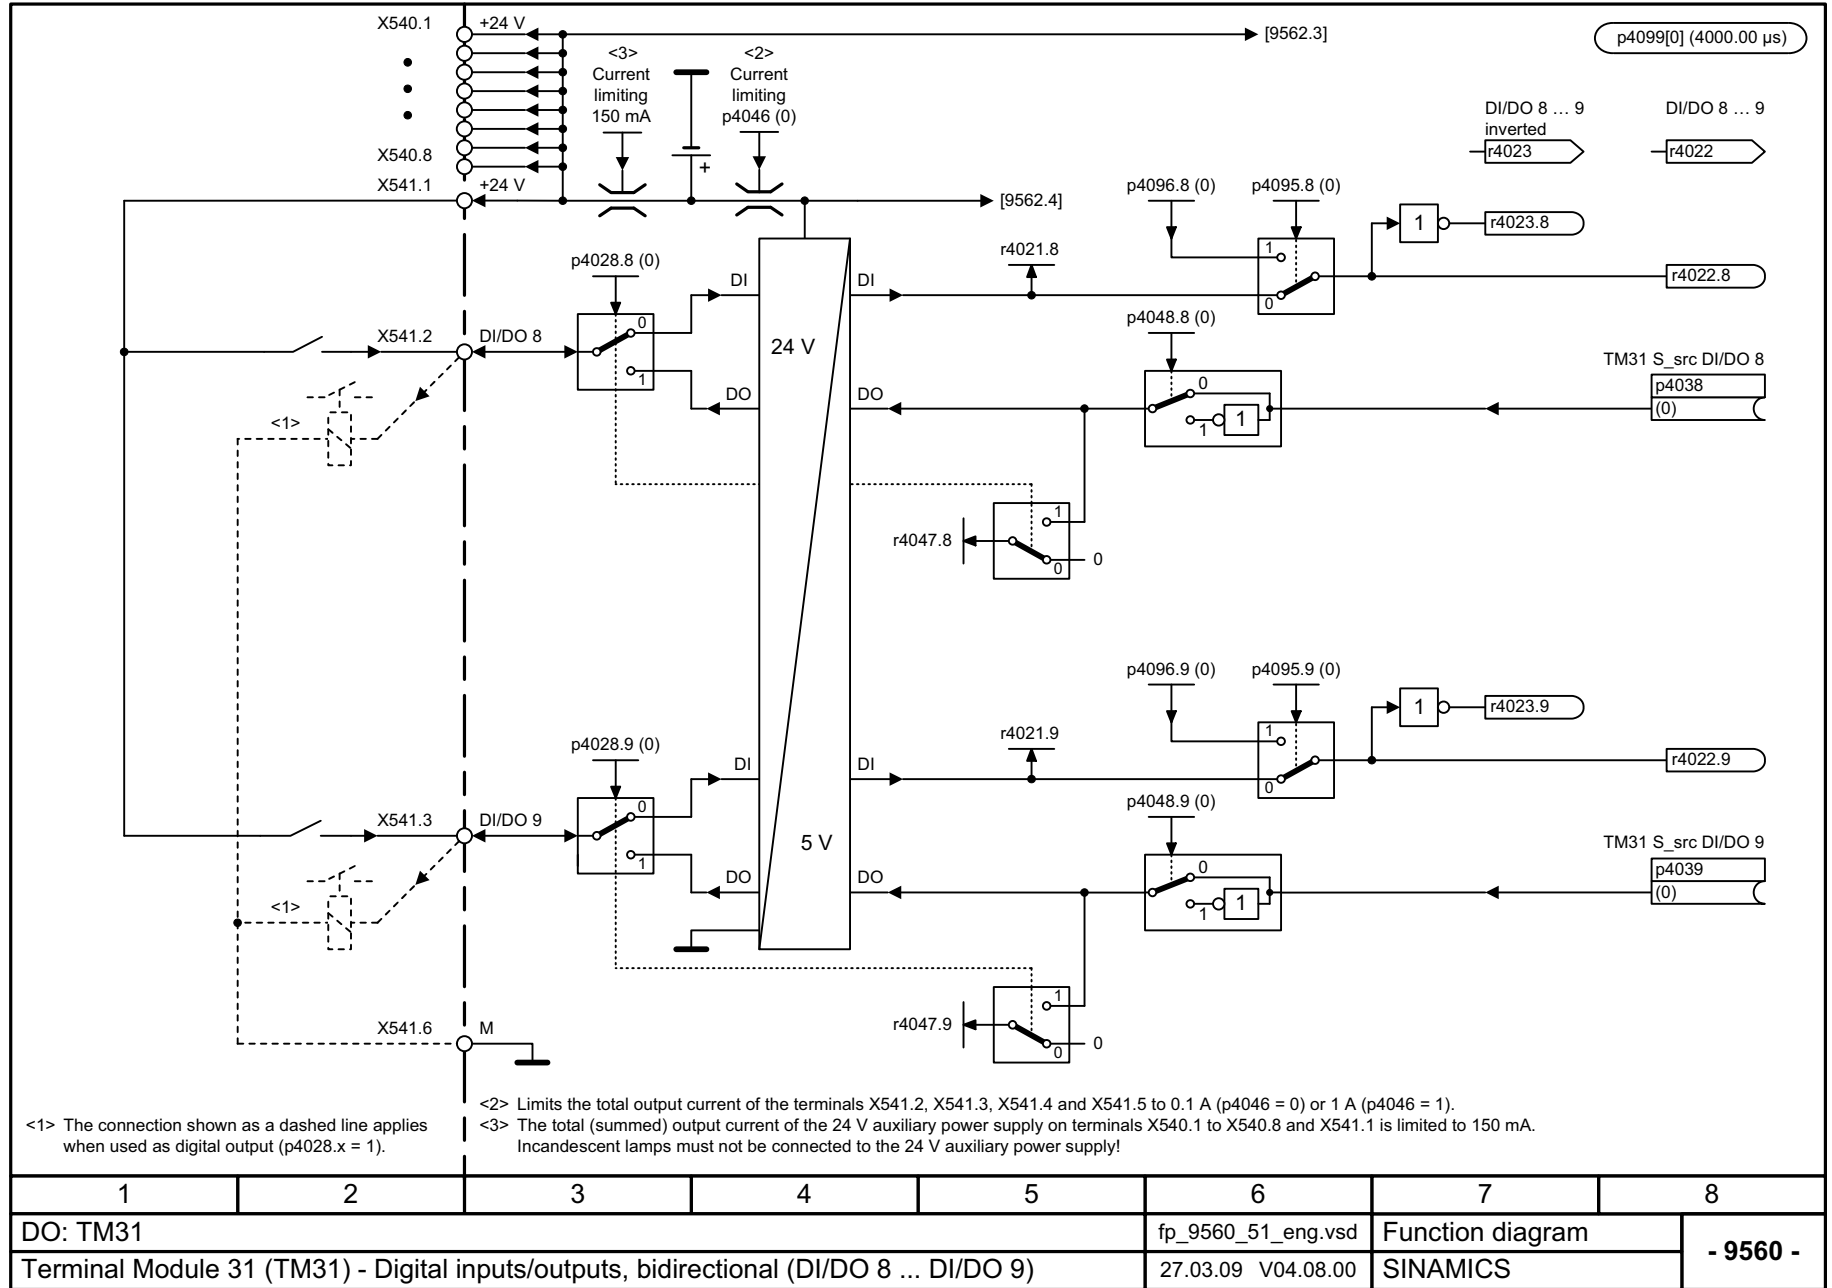 X540.1
+24 V
[9562.3]
p4099[0] (4000.00 µs)
<3>
Current
limiting
150 mA
<2>
Current
limiting
p4046 (0)
DI/DO 8 … 9
inverted
r4023
DI/DO 8 … 9
r4022
X540.8
X541.1
+24 V
+
[9562.4]
p4096.8 (0)
p4095.8 (0)
1
r4023.8
p4028.8 (0)
DI
DI
r4021.8
1
0
r4022.8
X541.2
DI/DO 8
0
1
24 V
p4048.8 (0)
TM31 S_src DI/DO 8
p4038
(0)
DO
DO
0
1
1
<1>
r4047.8
1
0
0
p4096.9 (0)
p4095.9 (0)
1
r4023.9
p4028.9 (0)
DI
DI
r4021.9
1
0
r4022.9
X541.3
DI/DO 9
0
1
5 V
p4048.9 (0)
TM31 S_src DI/DO 9
p4039
(0)
DO
DO
0
1
1
<1>
r4047.9
1
0
0
X541.6
M
<1> The connection shown as a dashed line applies
when used as digital output (p4028.x = 1).
<2> Limits the total output current of the terminals X541.2, X541.3, X541.4 and X541.5 to 0.1 A (p4046 = 0) or 1 A (p4046 = 1).
<3> The total (summed) output current of the 24 V auxiliary power supply on terminals X540.1 to X540.8 and X541.1 is limited to 150 mA.
Incandescent lamps must not be connected to the 24 V auxiliary power supply!
1 2 3 4 5 6 7 8
DO: TM31
fp_9560_51_eng.vsd
Function diagram
- 9560 -
Terminal Module 31 (TM31) - Digital inputs/outputs, bidirectional (DI/DO 8 ... DI/DO 9)
27.03.09 V04.08.00
SINAMICS